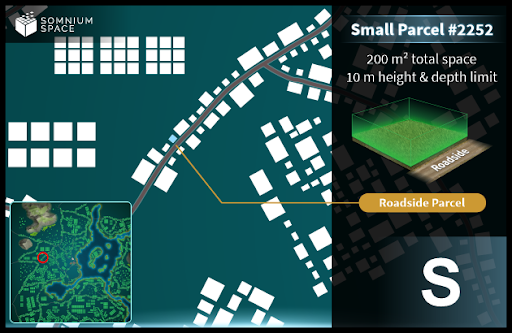 SOMNIUM
SPACE
Small Parcel #2252
200 m² total space
10 m height & depth limit
Roadside
Roadside Parcel
S